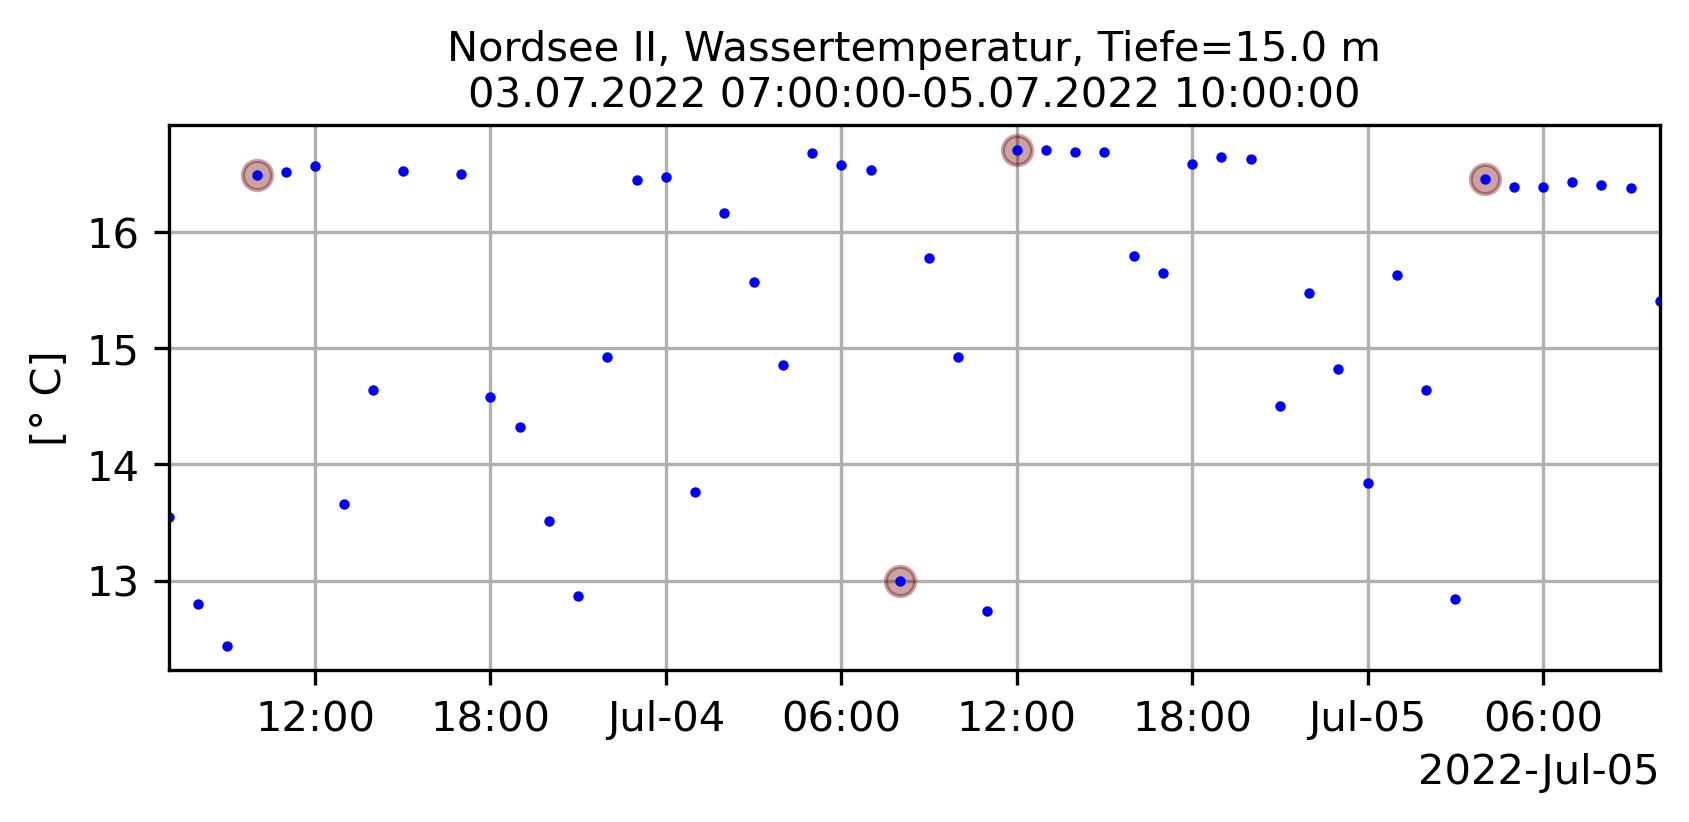 Nordsee II, Wassertemperatur, Tiefe=15.0 m
03.07.2022 07:00:00-05.07.2022 10:00:00
[° C]
16
15
14
13
12:00 18:00 Jul-04 06:00 12:00 18:00 Jul-05 06:00
2022-Jul-05